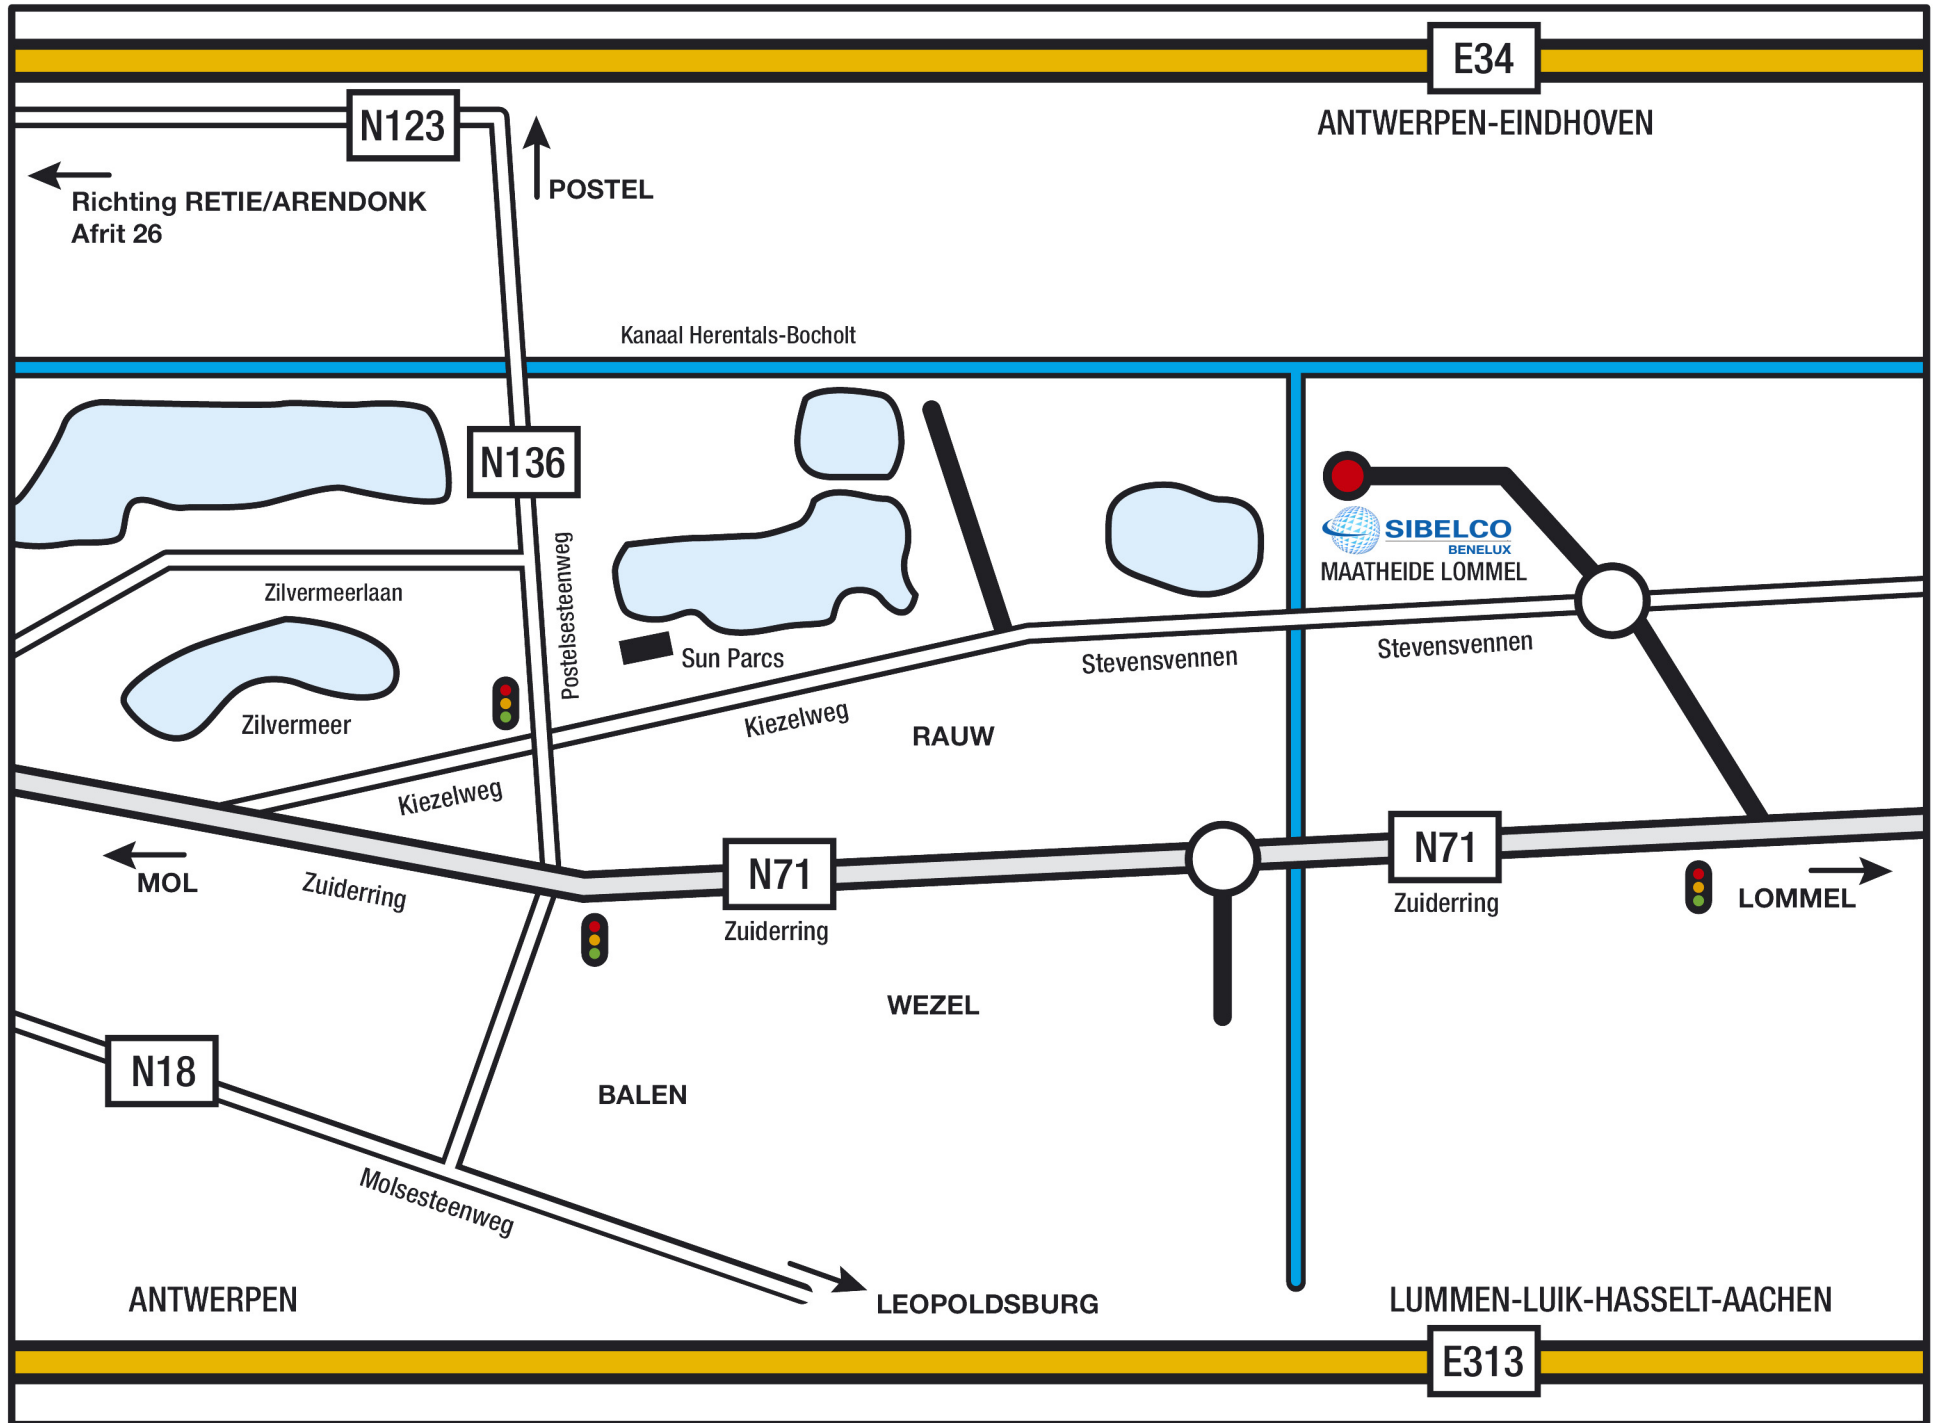 E34
ANTWERPEN-EINDHOVEN
N123
POSTEL
Richting RETIE/ARENDONK
Afrit 26
Kanaal Herentals-Bocholt
N136
Postelsesteenweg
SIBELCO
BENELUX
MAATHEIDE LOMMEL
Zilvermeerlaan
Zilvermeer
Sun Parcs
Stevensvennen
Stevensvennen
Kiezelweg
RAUW
Kiezelweg
N71
Zuiderring
N71
Zuiderring
MOL
Zuiderring
LOMMEL
WEZEL
N18
BALEN
Molsesteenweg
ANTWERPEN
LEOPOLDSBURG
LUMMEN-LUIK-HASSELT-AACHEN
E313